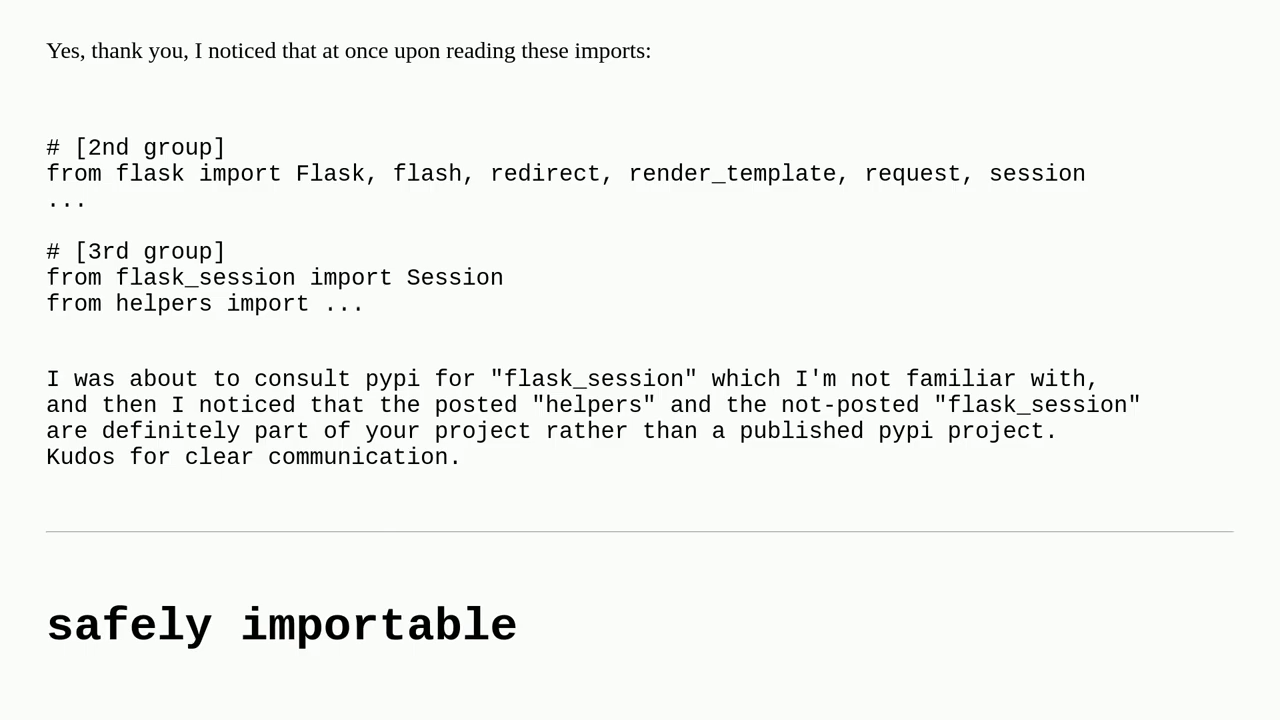 Yes, thank you, I noticed that at once upon reading these imports:
# [2nd group]
from flask import Flask, flash, redirect, render_template, request, session
...
# [3rd group]
from flask_session import Session
from helpers import ...
I was about to consult pypi for "flask_session" which I'm not familiar with,
and then I noticed that the posted "helpers" and the not-posted "flask_session"
are definitely part of your project rather than a published pypi project.
Kudos for clear communication.
safely importable